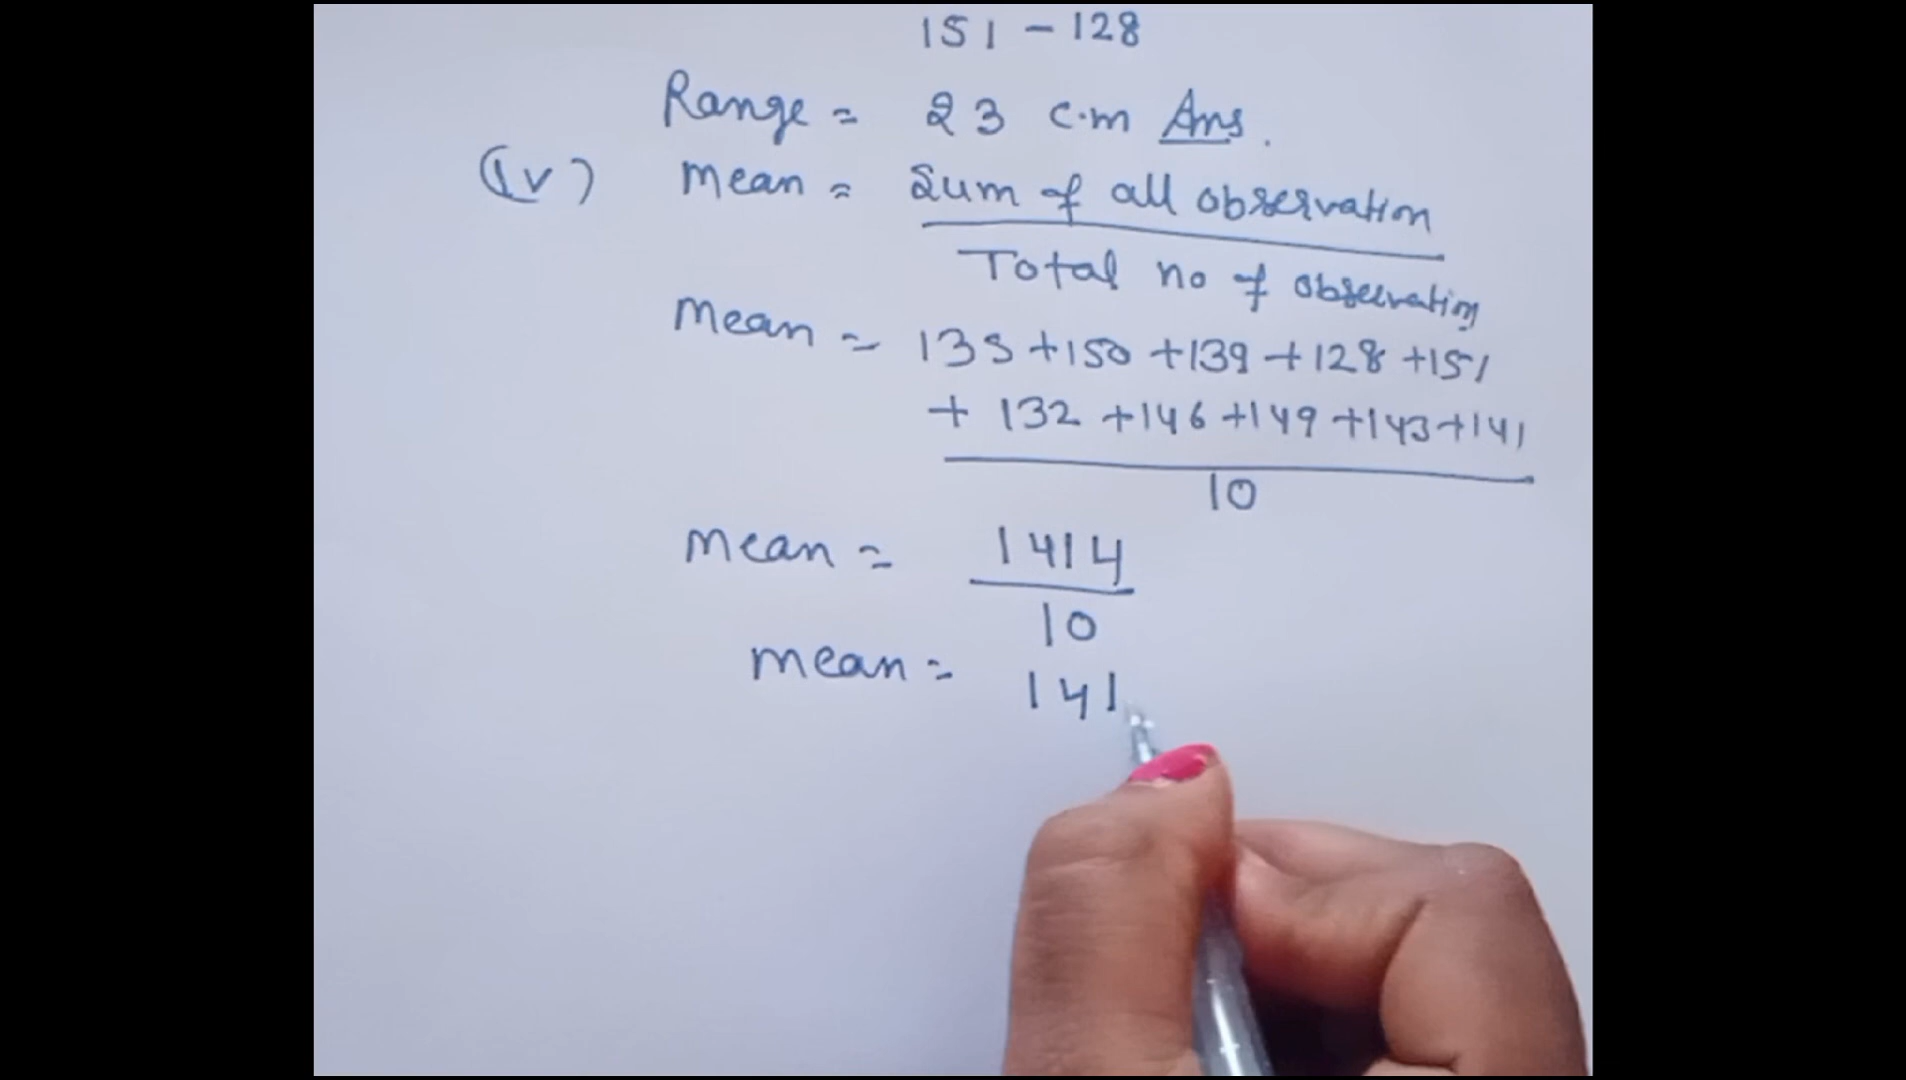 151 - 128
Range = 23 c.m Ans.
(iv) mean = Sum of all observation
Total no of observation
mean = 135 + 150 + 139 + 128 + 151
+ 132 + 146 + 149 + 143 + 141
10
mean = 1414
10
mean = 141